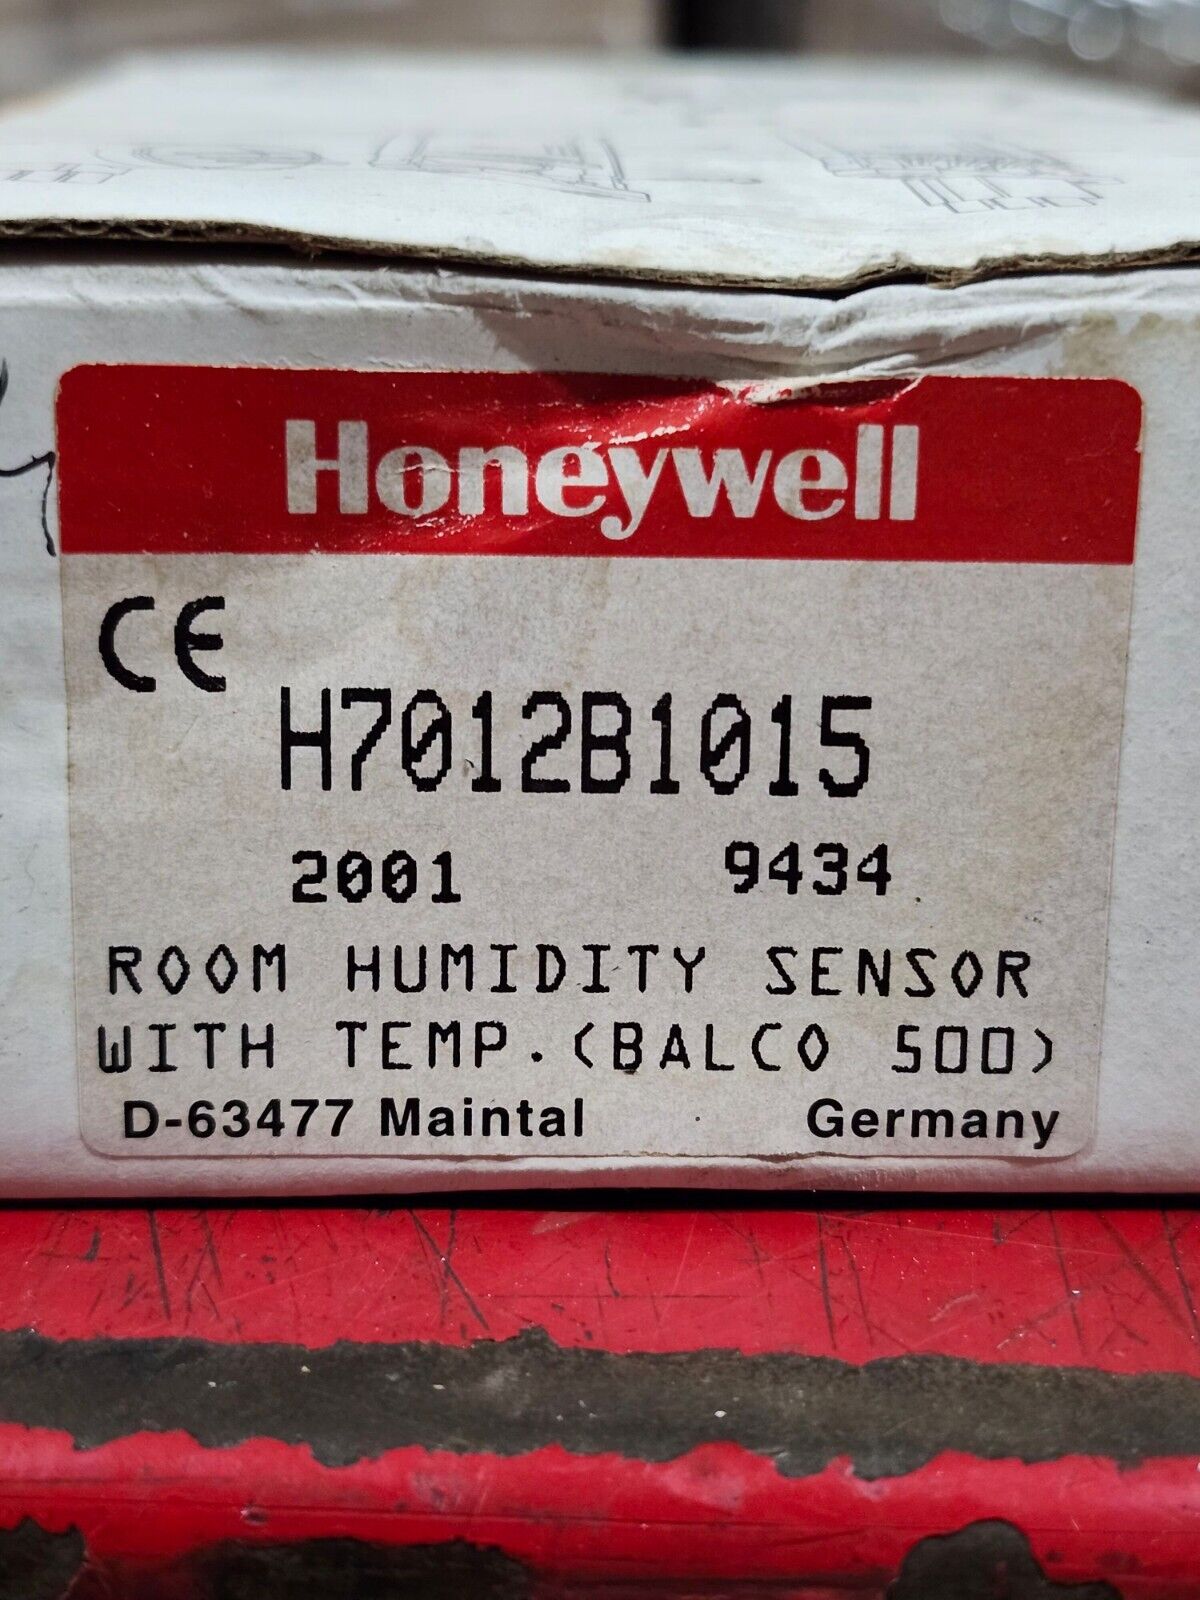 Honeywell
CE
H7012B1015
2001 9434
ROOM HUMIDITY SENSOR
WITH TEMP.(BALCO 500)
D-63477 Maintal Germany